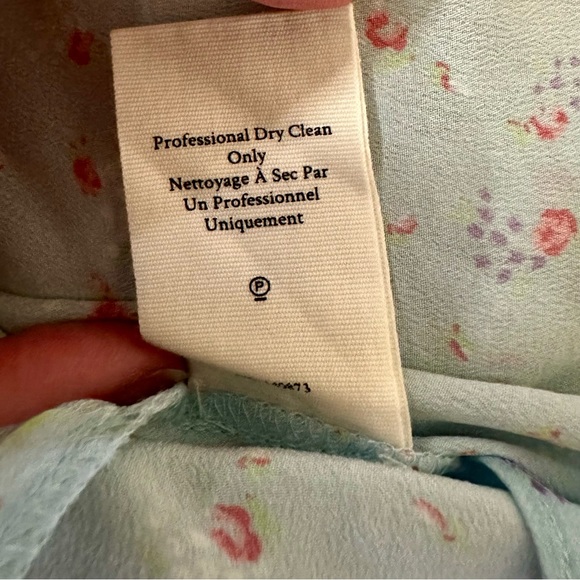 Professional Dry Clean
Only
Nettoyage À Sec Par
Un Professionnel
Uniquement
P